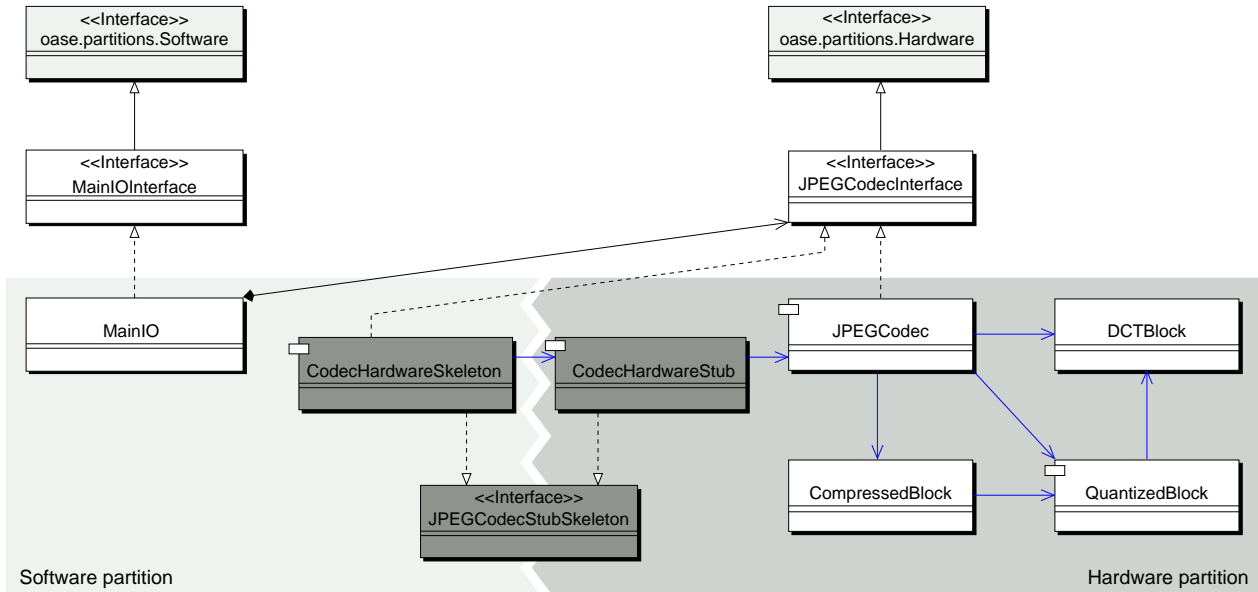 <<Interface>>
oase.partitions.Software
<<Interface>>
oase.partitions.Hardware
<<Interface>>
MainIOInterface
<<Interface>>
JPEGCodecInterface
MainIO
JPEGCodec
DCTBlock
CodecHardwareSkeleton
CodecHardwareStub
<<Interface>>
JPEGCodecStubSkeleton
CompressedBlock
QuantizedBlock
Software partition
Hardware partition